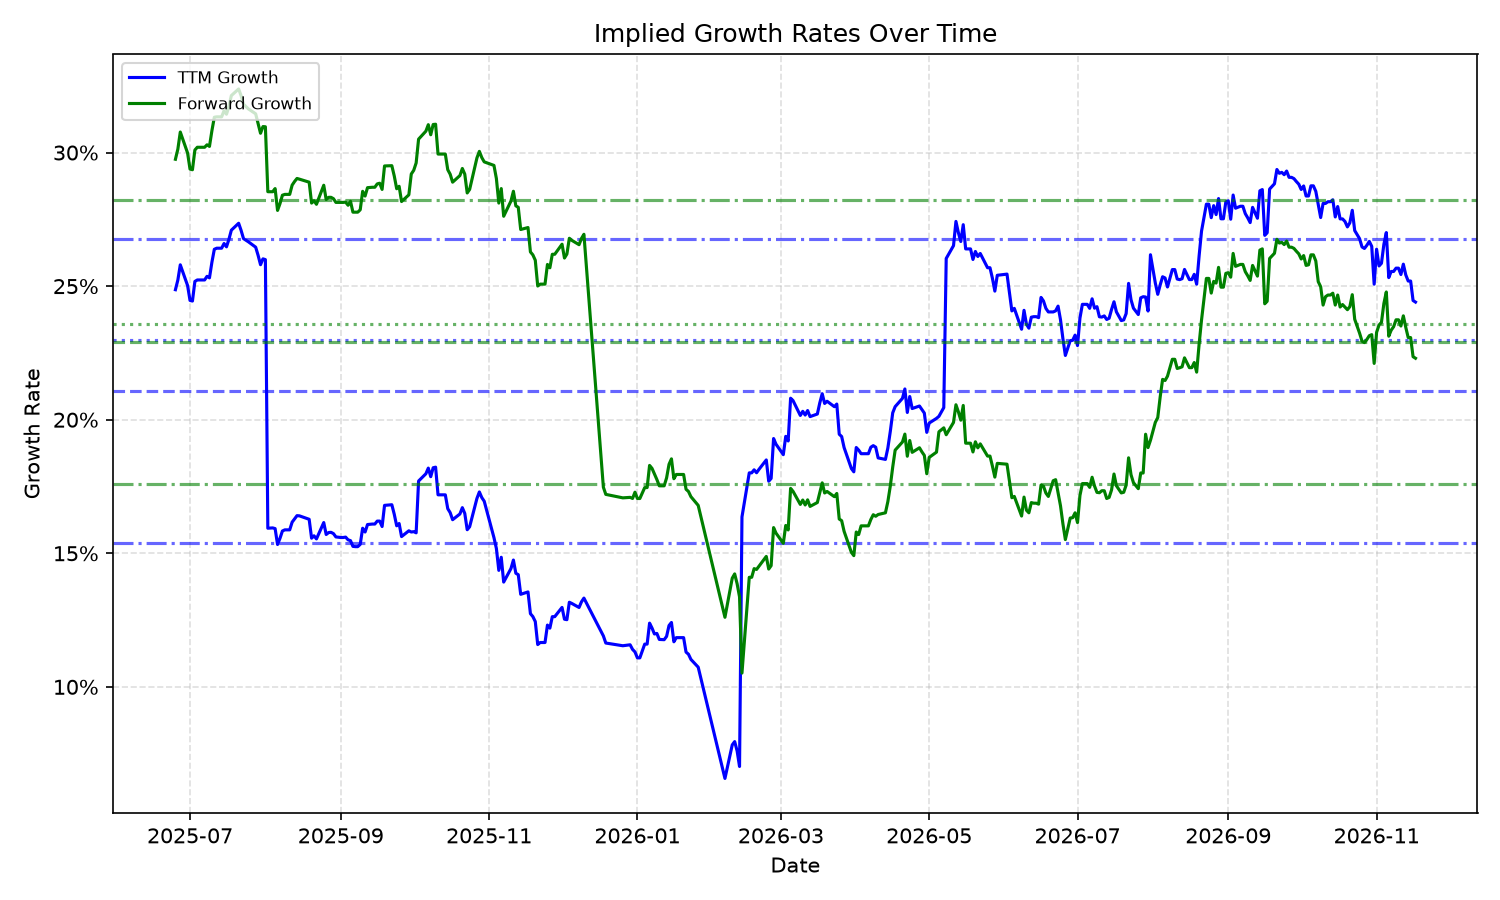 Implied Growth Rates Over Time
TTM Growth
Forward Growth
30%
25%
20%
15%
10%
Growth Rate
2025-07
2025-09
2025-11
2026-01
2026-03
2026-05
2026-07
2026-09
2026-11
Date